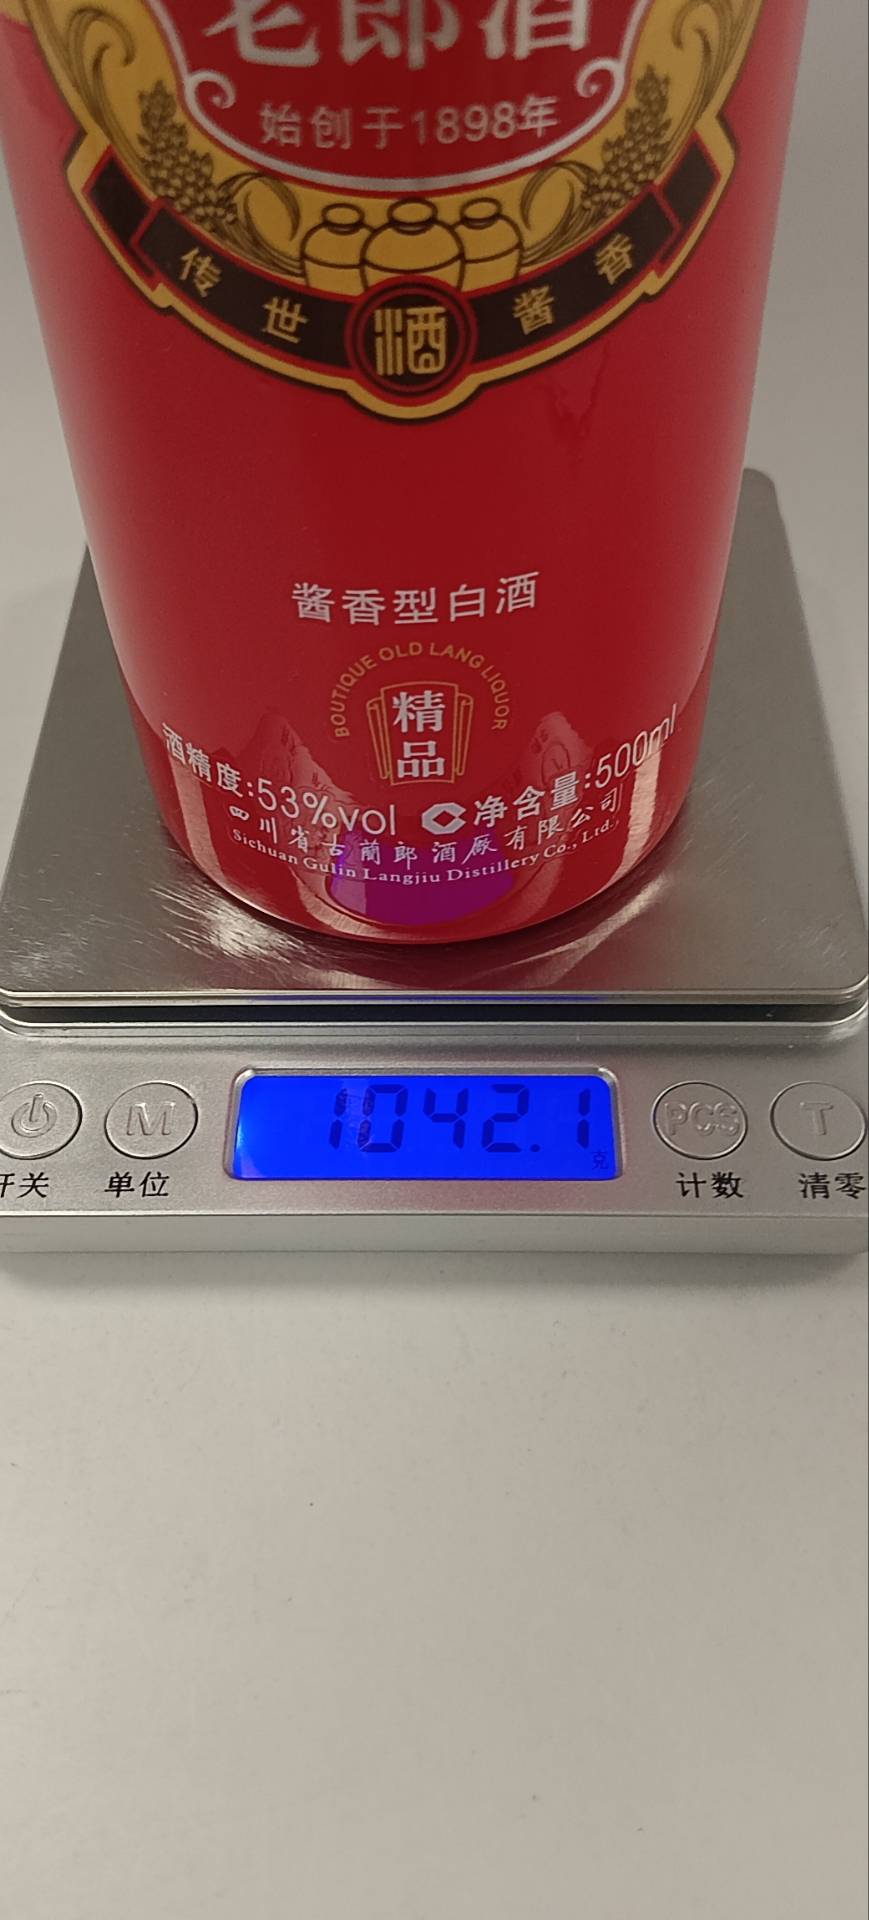 老郎酒
始创于1898年
传世酒酱香
酱香型白酒
BOUTIQUE OLD LANG LIQUOR
精品
酒精度:53%vol 净含量:500ml
四川省古蔺郎酒厂有限公司
Sichuan Gulin Langjiu Distillery Co., Ltd.
1042.1
克
M PCS T
开关 单位 计数 清零